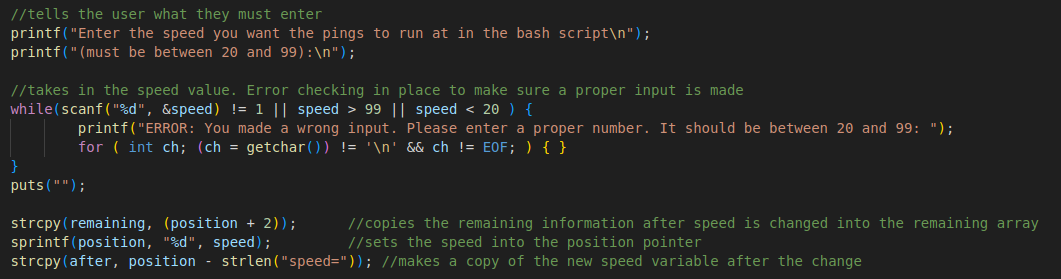 //tells the user what they must enter
printf("Enter the speed you want the pings to run at in the bash script\n");
printf("(must be between 20 and 99):\n");
//takes in the speed value. Error checking in place to make sure a proper input is made
while(scanf("%d", &speed) != 1 || speed > 99 || speed < 20 ) {
printf("ERROR: You made a wrong input. Please enter a proper number. It should be between 20 and 99: ");
for ( int ch; (ch = getchar()) != '\n' && ch != EOF; ) { }
}
puts("");
strcpy(remaining, (position + 2)); //copies the remaining information after speed is changed into the remaining array
sprintf(position, "%d", speed); //sets the speed into the position pointer
strcpy(after, position - strlen("speed=")); //makes a copy of the new speed variable after the change